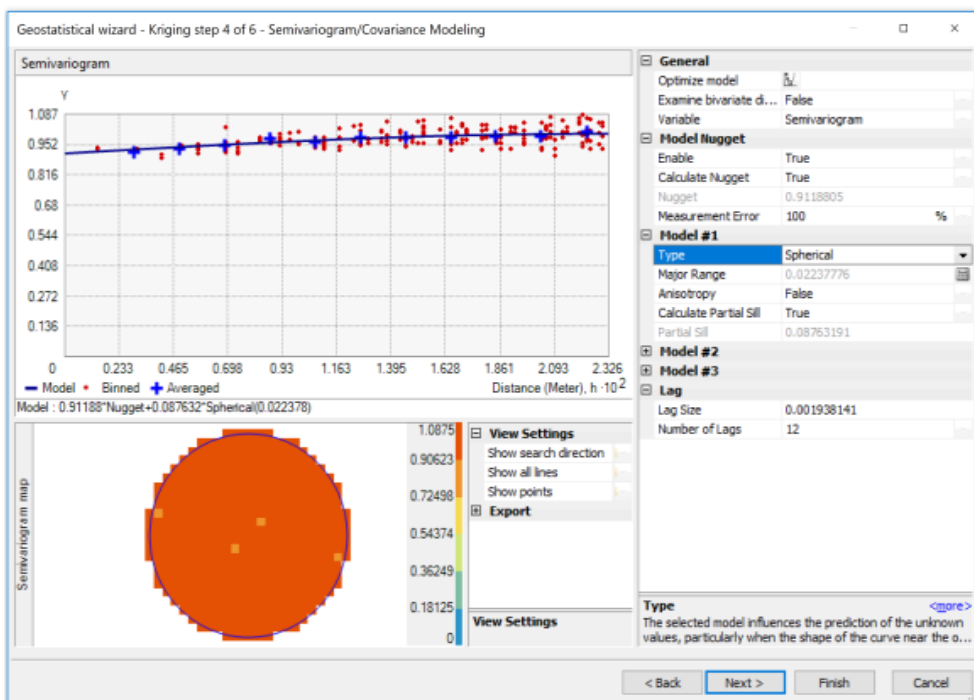 Geostatistical wizard - Kriging step 4 of 6 - Semivariogram/Covariance Modeling
Semivariogram
γ
1.087
0.952
0.816
0.68
0.544
0.408
0.272
0.136
0 0.233 0.465 0.698 0.93 1.163 1.395 1.628 1.861 2.093 2.326
Model Binned Averaged Distance (Meter), h ·10 2
Model : 0.91188*Nugget+0.087632*Spherical(0.022378)
Semivariogram map
1.0875
0.90623
0.72498
0.54374
0.36249
0.18125
0
View Settings
Show search direction
Show all lines
Show points
Export
View Settings
General
Optimize model
Examine bivariate di... False
Variable Semivariogram
Model Nugget
Enable True
Calculate Nugget True
Nugget 0.9118805
Measurement Error 100 %
Model #1
Type Spherical
Major Range 0.02237776
Anisotropy False
Calculate Partial Sill True
Partial Sill 0.08763191
Model #2
Model #3
Lag
Lag Size 0.001938141
Number of Lags 12
Type <more>
The selected model influences the prediction of the unknown
values, particularly when the shape of the curve near the o...
< Back Next > Finish Cancel